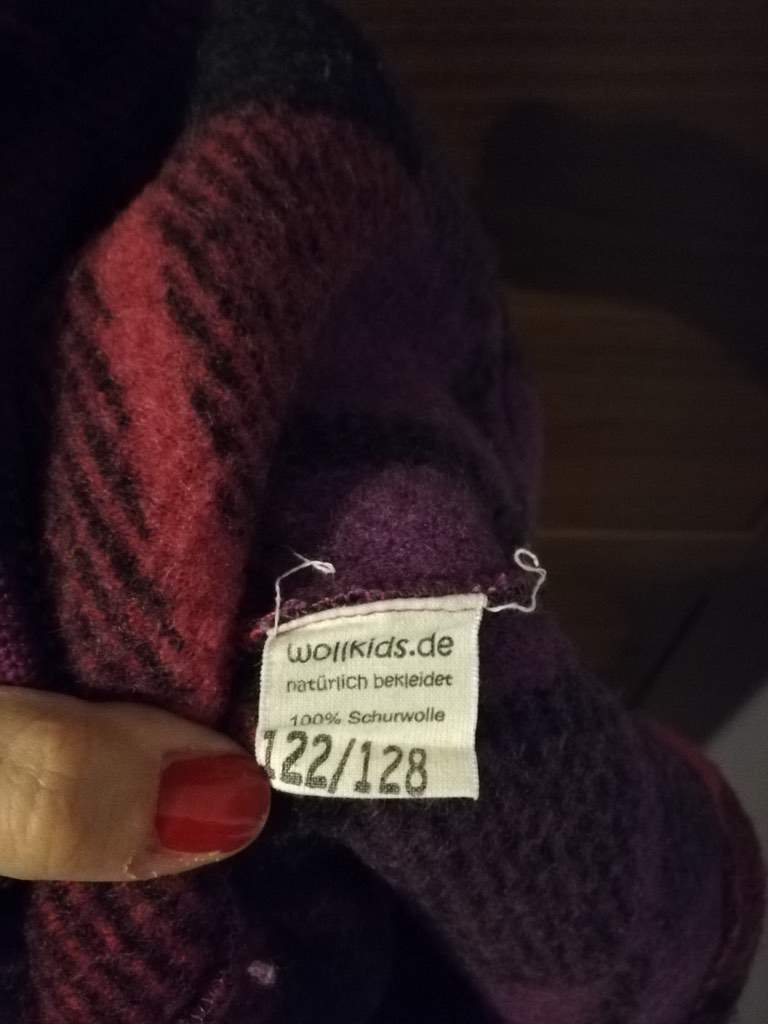 wollkids.de
natürlich bekleidet
100% Schurwolle
122/128